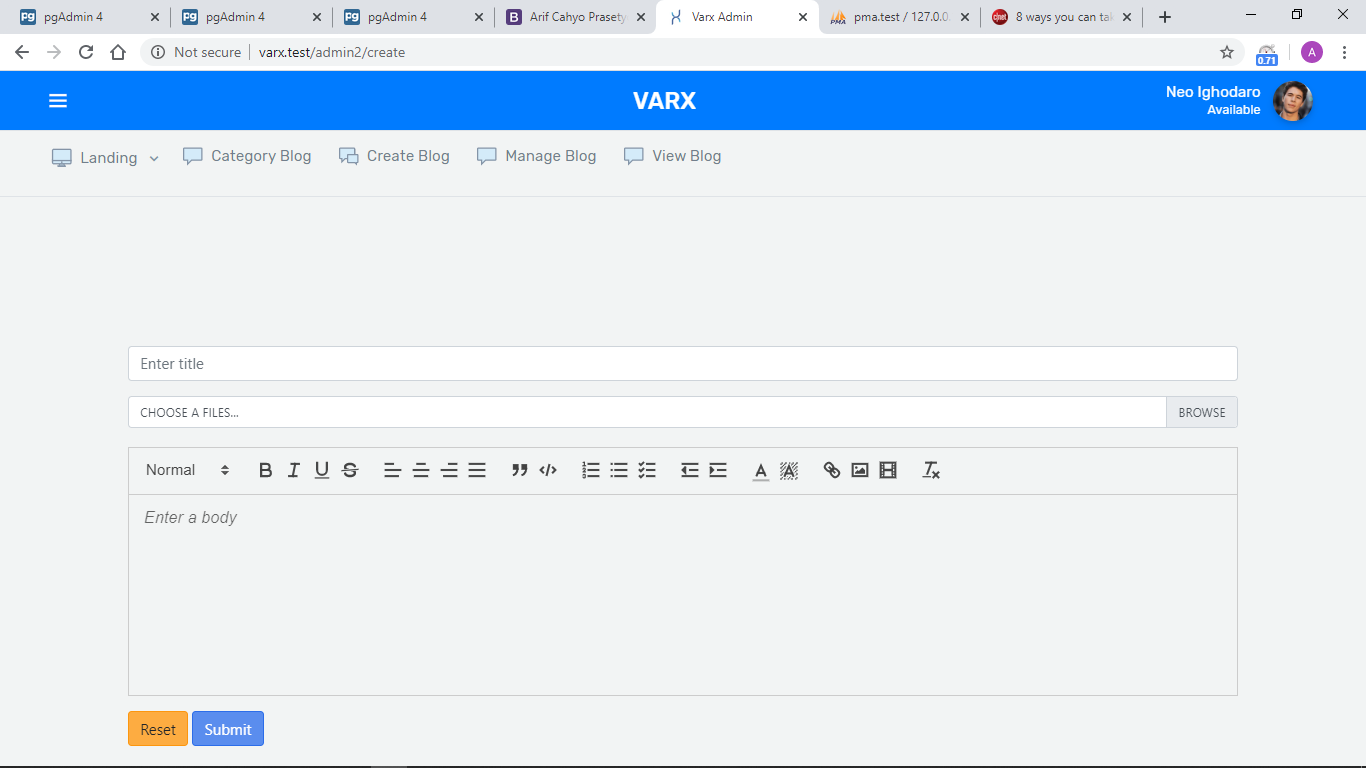 pgAdmin 4
pgAdmin 4
pgAdmin 4
Arif Cahyo Prasety
Varx Admin
pma.test / 127.0.0.
8 ways you can tak
Not secure
varx.test/admin2/create
0.71
A
VARX
Neo Ighodaro
Available
Landing
Category Blog
Create Blog
Manage Blog
View Blog
Enter title
CHOOSE A FILES...
BROWSE
Normal
Enter a body
Reset
Submit